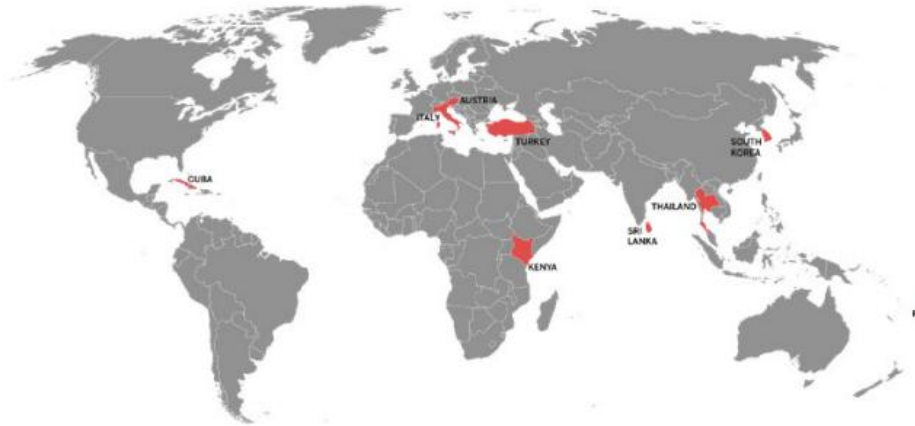 AUSTRIA
ITALY
TURKEY
SOUTH
KOREA
CUBA
THAILAND
SRI
LANKA
KENYA